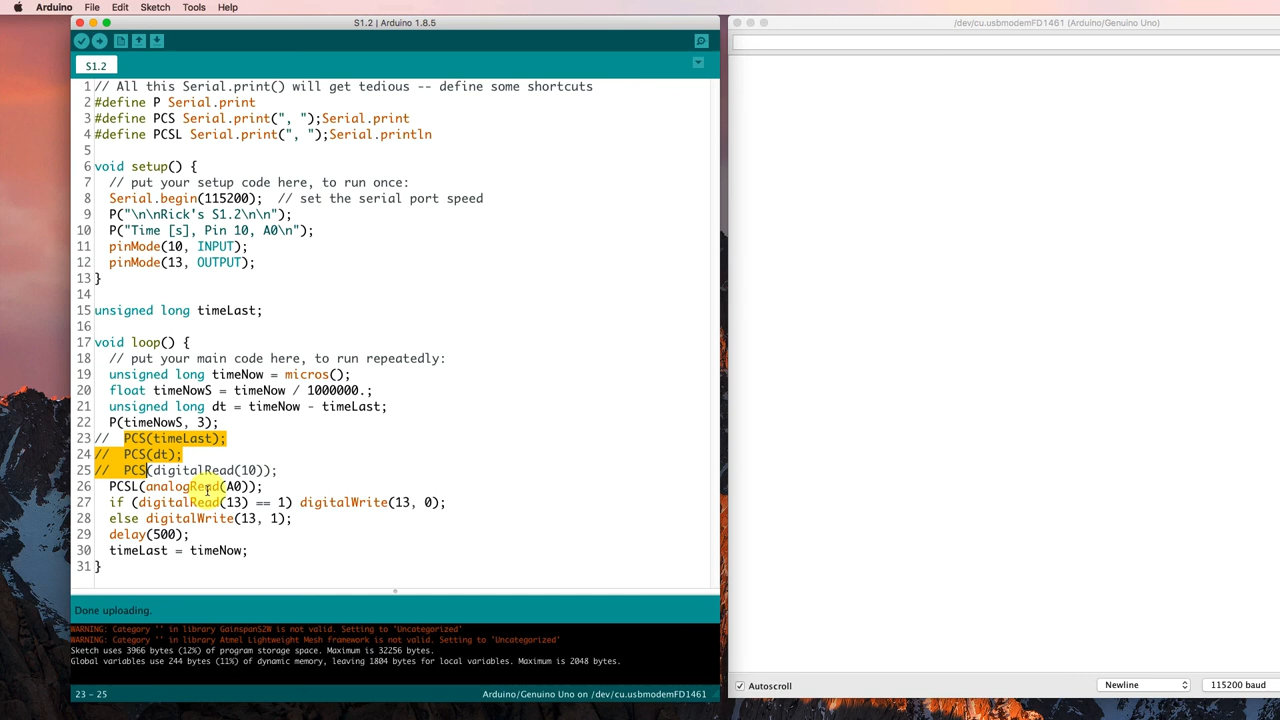 Arduino File Edit Sketch Tools Help
S1.2 | Arduino 1.8.5
/dev/cu.usbmodemFD1461 (Arduino/Genuino Uno)
S1.2
1 // All this Serial.print() will get tedious -- define some shortcuts
2 #define P Serial.print
3 #define PCS Serial.print(", ");Serial.print
4 #define PCSL Serial.print(", ");Serial.println
5
6 void setup() {
7 // put your setup code here, to run once:
8 Serial.begin(115200); // set the serial port speed
9 P("\n\nRick's S1.2\n\n");
10 P("Time [s], Pin 10, A0\n");
11 pinMode(10, INPUT);
12 pinMode(13, OUTPUT);
13 }
14
15 unsigned long timeLast;
16
17 void loop() {
18 // put your main code here, to run repeatedly:
19 unsigned long timeNow = micros();
20 float timeNowS = timeNow / 1000000.;
21 unsigned long dt = timeNow - timeLast;
22 P(timeNowS, 3);
23 // PCS(timeLast);
24 // PCS(dt);
25 // PCS(digitalRead(10));
26 PCSL(analogRead(A0));
27 if (digitalRead(13) == 1) digitalWrite(13, 0);
28 else digitalWrite(13, 1);
29 delay(500);
30 timeLast = timeNow;
31 }
Done uploading.
WARNING: Category '' in library GainspanS2W is not valid. Setting to 'Uncategorized'
WARNING: Category '' in library Atmel Lightweight Mesh framework is not valid. Setting to 'Uncategorized'
Sketch uses 3966 bytes (12%) of program storage space. Maximum is 32256 bytes.
Global variables use 244 bytes (11%) of dynamic memory, leaving 1804 bytes for local variables. Maximum is 2048 bytes.
23 - 25
Arduino/Genuino Uno on /dev/cu.usbmodemFD1461
Autoscroll
Newline
115200 baud